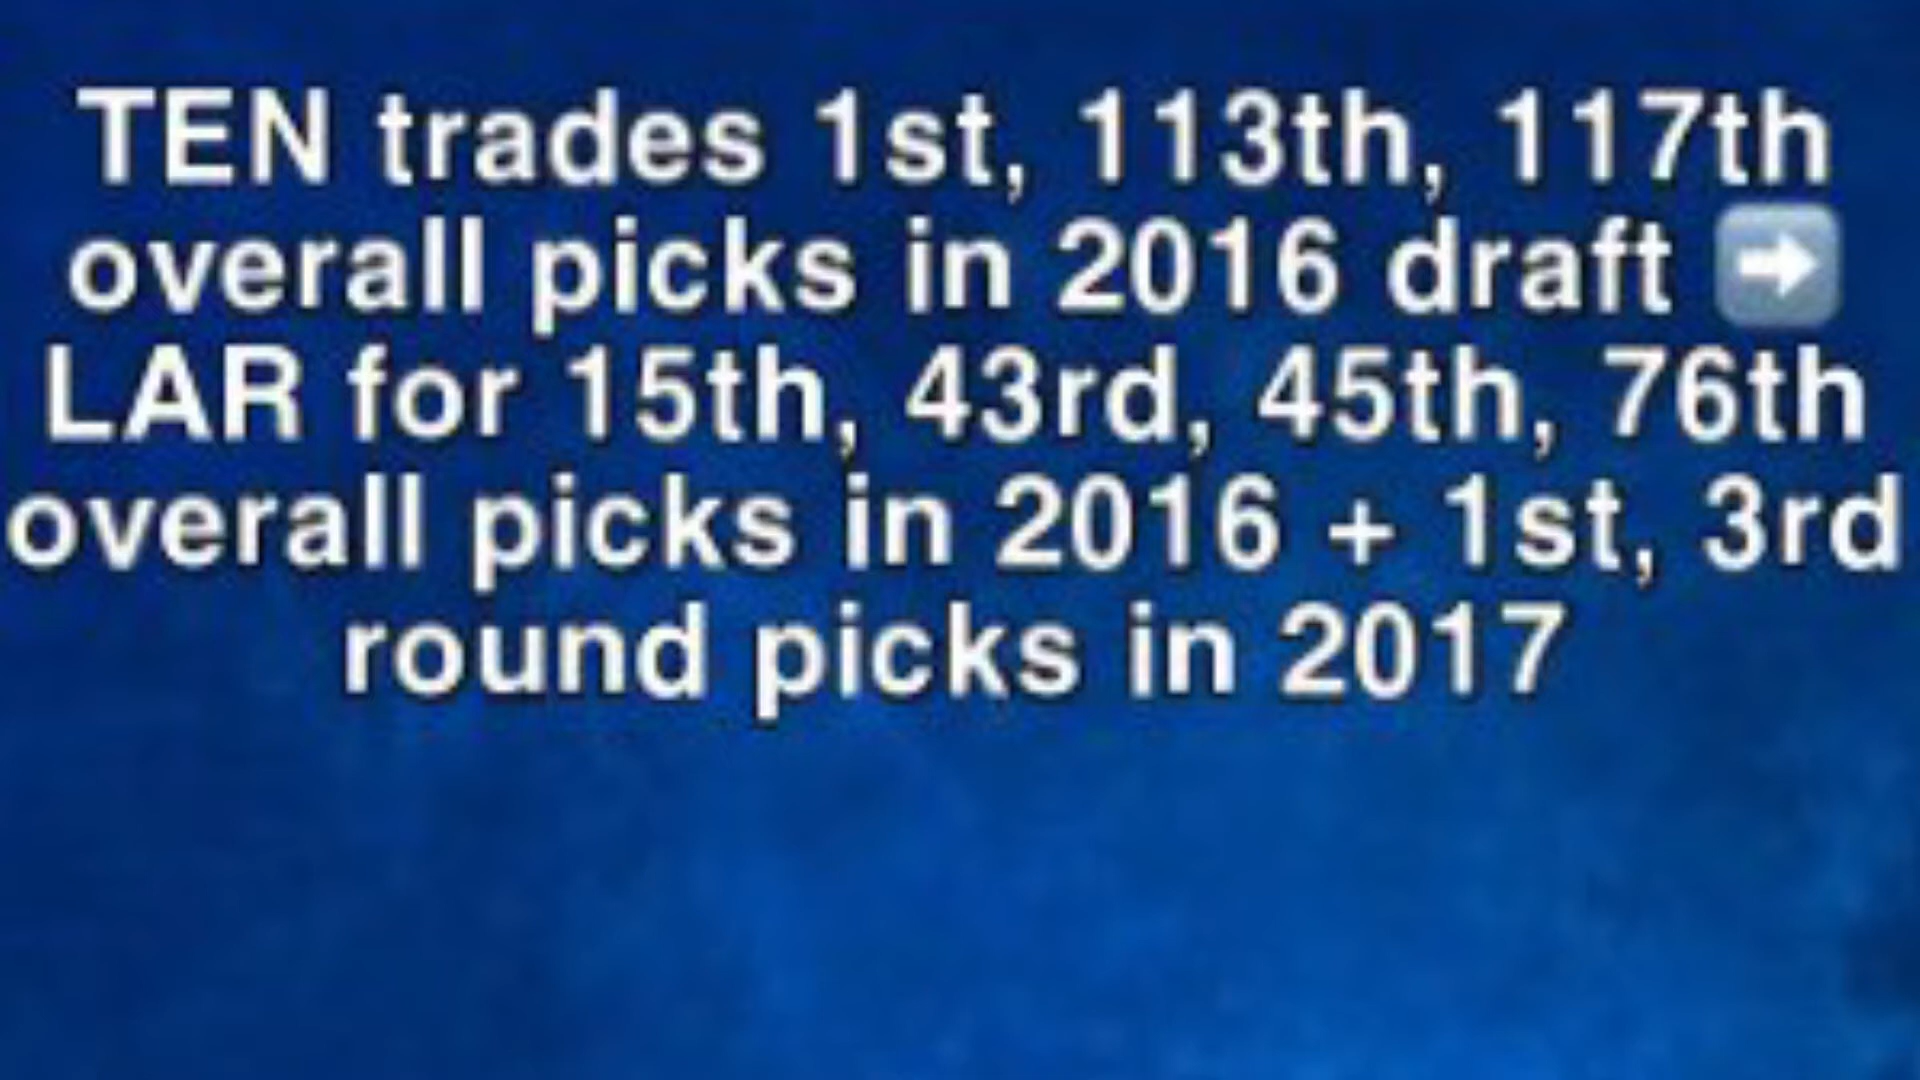 TEN trades 1st, 113th, 117th
overall picks in 2016 draft ➡
LAR for 15th, 43rd, 45th, 76th
overall picks in 2016 + 1st, 3rd
round picks in 2017